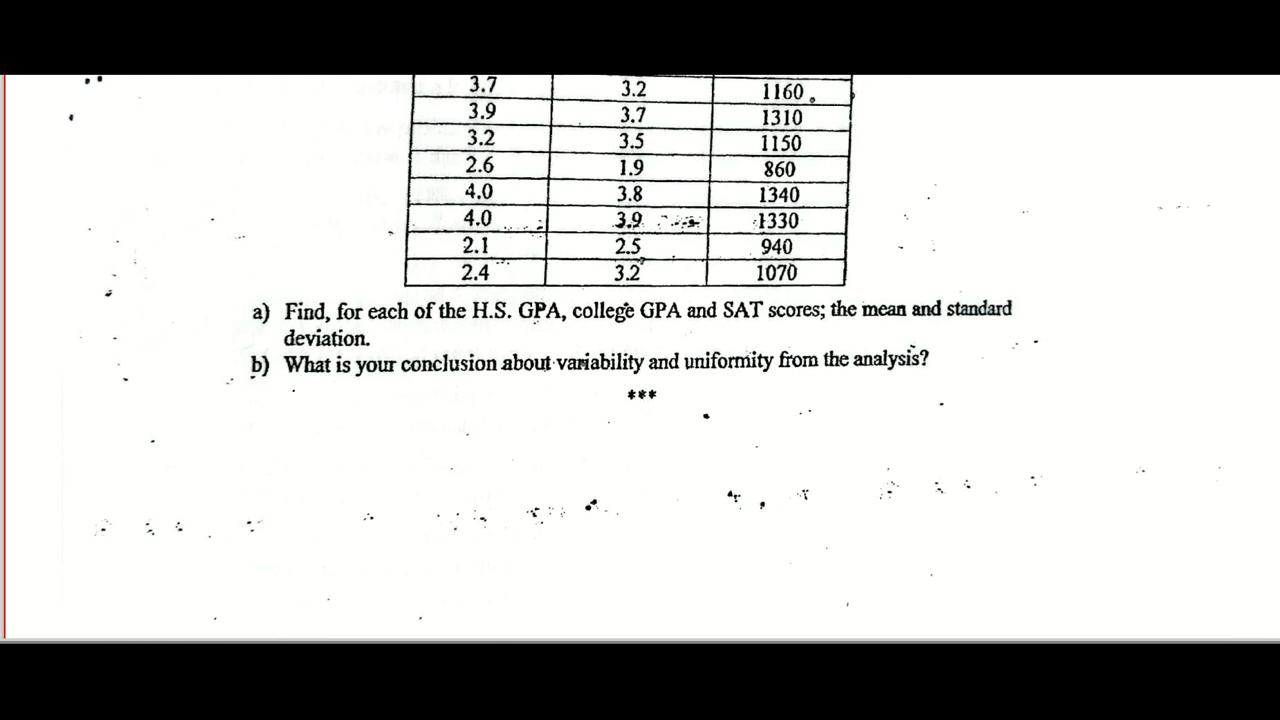 3.7 3.2 1160
3.9 3.7 1310
3.2 3.5 1150
2.6 1.9 860
4.0 3.8 1340
4.0 3.9 1330
2.1 2.5 940
2.4 3.2 1070
a) Find, for each of the H.S. GPA, college GPA and SAT scores; the mean and standard
deviation.
b) What is your conclusion about variability and uniformity from the analysis?
***